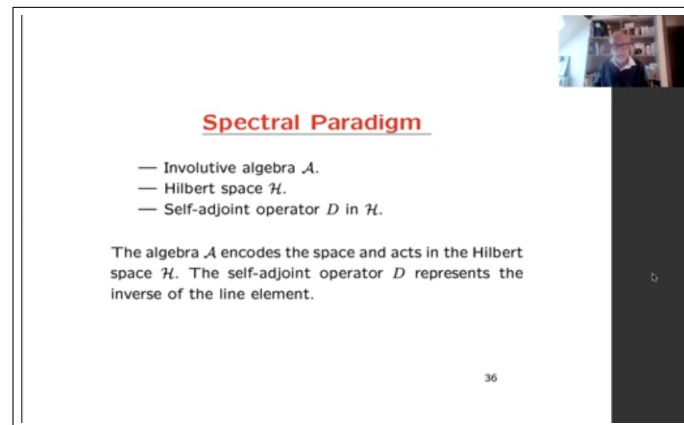 Spectral Paradigm
— Involutive algebra 𝒜.
— Hilbert space ℋ.
— Self-adjoint operator D in ℋ.
The algebra 𝒜 encodes the space and acts in the Hilbert
space ℋ. The self-adjoint operator D represents the
inverse of the line element.
36